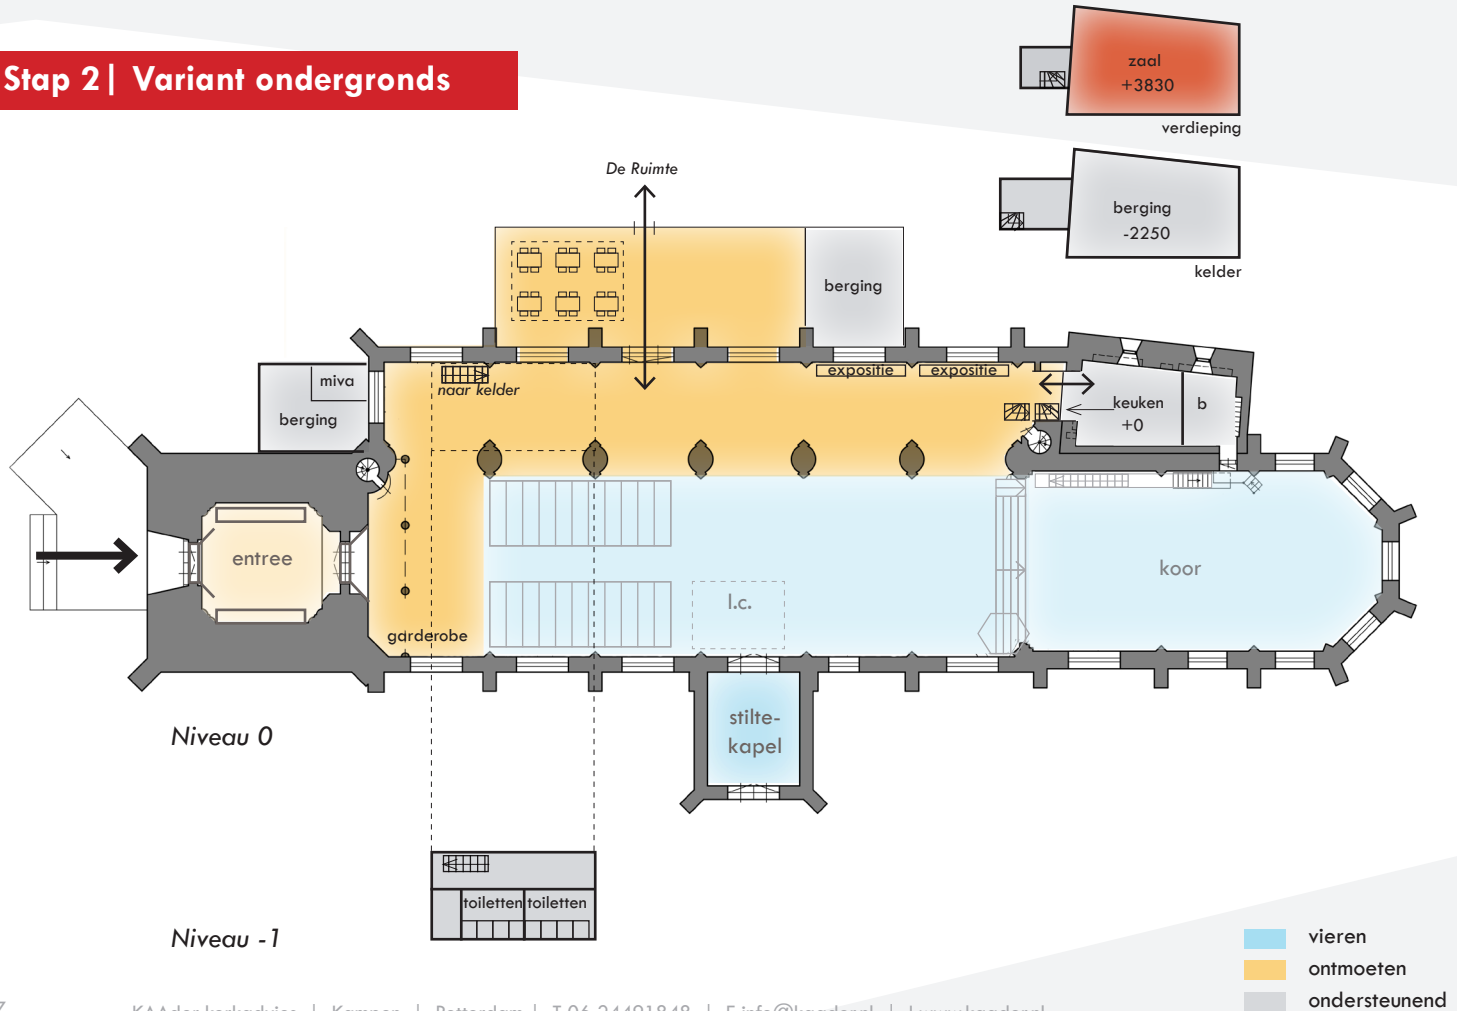 Stap 2| Variant ondergronds
zaal
+3830
verdieping
berging
-2250
kelder
De Ruimte
berging
miva
berging
naar kelder
expositie
expositie
keuken
+0
b
entree
garderobe
l.c.
koor
stilte-
kapel
Niveau 0
toiletten
toiletten
Niveau -1
vieren
ontmoeten
ondersteunend